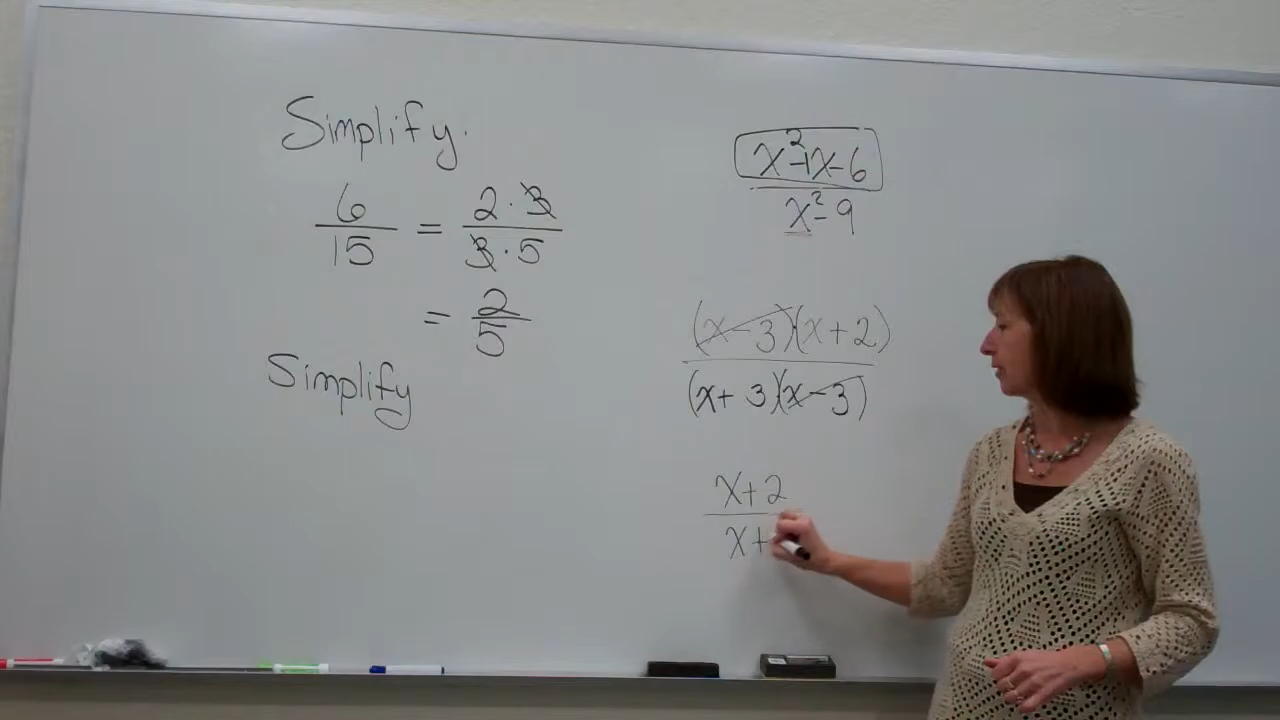 Simplify.
6/15 = 2 · 3/3 · 5
= 2/5
Simplify
x² - 1x - 6
x² - 9
(x - 3)(x + 2)
(x + 3)(x - 3)
x + 2
x +